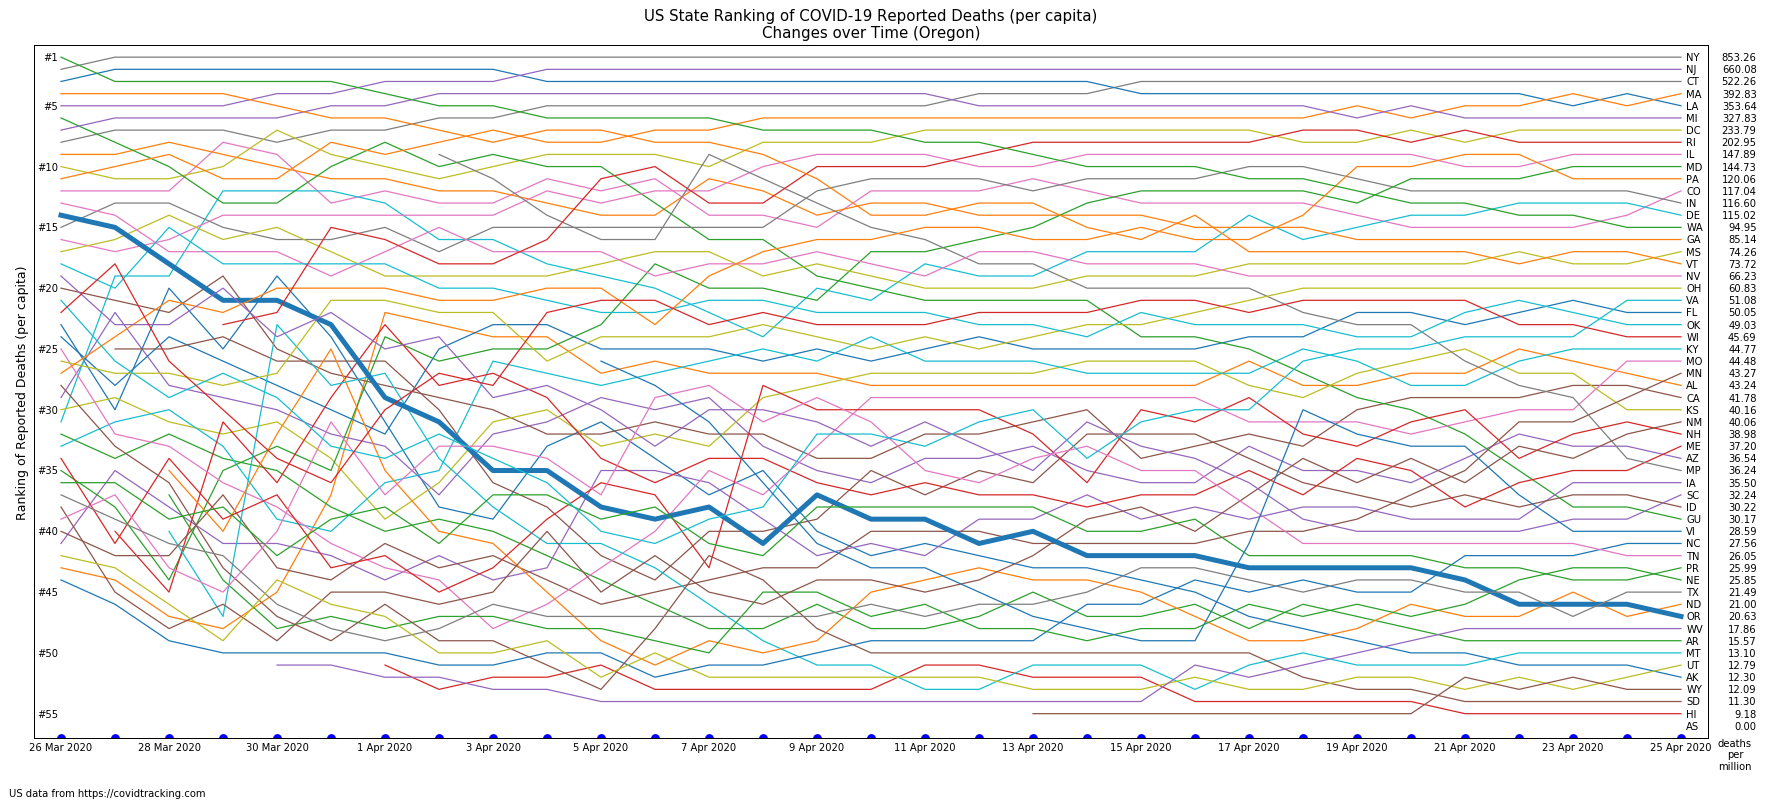 US State Ranking of COVID-19 Reported Deaths (per capita)
Changes over Time (Oregon)
Ranking of Reported Deaths (per capita)
#1
#5
#10
#15
#20
#25
#30
#35
#40
#45
#50
#55
NY 853.26
NJ 660.08
CT 522.26
MA 392.83
LA 353.64
MI 327.83
DC 233.79
RI 202.95
IL 147.89
MD 144.73
PA 120.06
CO 117.04
IN 116.60
DE 115.02
WA 94.95
GA 85.14
MS 74.26
VT 73.72
NV 66.23
OH 60.83
VA 51.08
FL 50.05
OK 49.03
WI 45.69
KY 44.77
MO 44.48
MN 43.27
AL 43.24
CA 41.78
KS 40.16
NM 40.06
NH 38.98
ME 37.20
AZ 36.54
MP 36.24
IA 35.50
SC 32.24
ID 30.22
GU 30.17
VI 28.59
NC 27.56
TN 26.05
PR 25.99
NE 25.85
TX 21.49
ND 21.00
OR 20.63
WV 17.86
AR 15.57
MT 13.10
UT 12.79
AK 12.30
WY 12.09
SD 11.30
HI 9.18
AS 0.00
26 Mar 2020 28 Mar 2020 30 Mar 2020 1 Apr 2020 3 Apr 2020 5 Apr 2020 7 Apr 2020 9 Apr 2020 11 Apr 2020 13 Apr 2020 15 Apr 2020 17 Apr 2020 19 Apr 2020 21 Apr 2020 23 Apr 2020 25 Apr 2020
deaths
per
million
US data from https://covidtracking.com